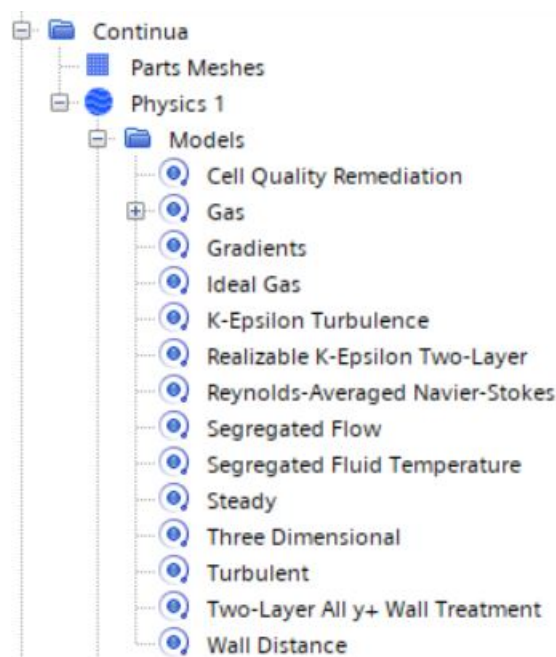 Continua
Parts Meshes
Physics 1
Models
Cell Quality Remediation
Gas
Gradients
Ideal Gas
K-Epsilon Turbulence
Realizable K-Epsilon Two-Layer
Reynolds-Averaged Navier-Stokes
Segregated Flow
Segregated Fluid Temperature
Steady
Three Dimensional
Turbulent
Two-Layer All y+ Wall Treatment
Wall Distance